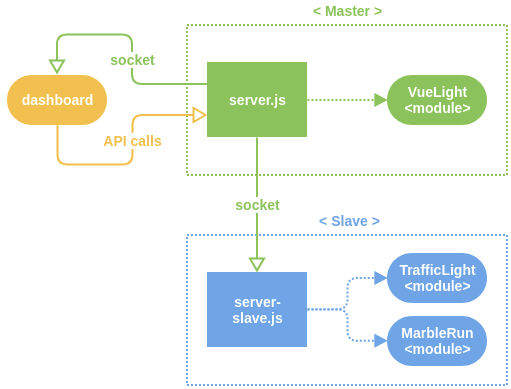 < Master >
socket
dashboard
server.js
VueLight
<module>
API calls
socket
< Slave >
TrafficLight
<module>
server-
slave.js
MarbleRun
<module>